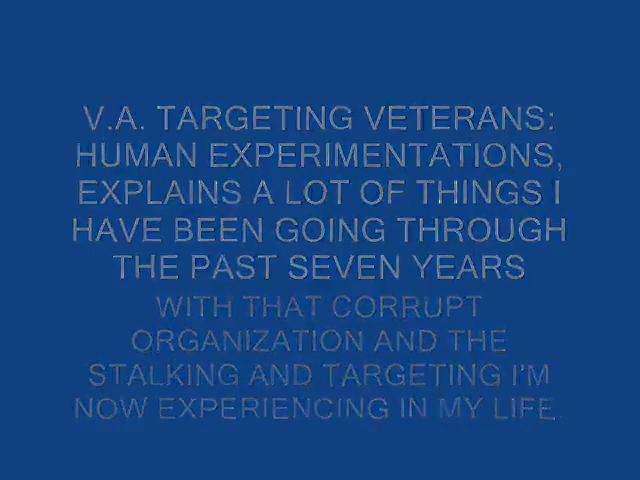 V.A. TARGETING VETERANS:
HUMAN EXPERIMENTATIONS,
EXPLAINS A LOT OF THINGS I
HAVE BEEN GOING THROUGH
THE PAST SEVEN YEARS
WITH THAT CORRUPT
ORGANIZATION AND THE
STALKING AND TARGETING I'M
NOW EXPERIENCING IN MY LIFE.